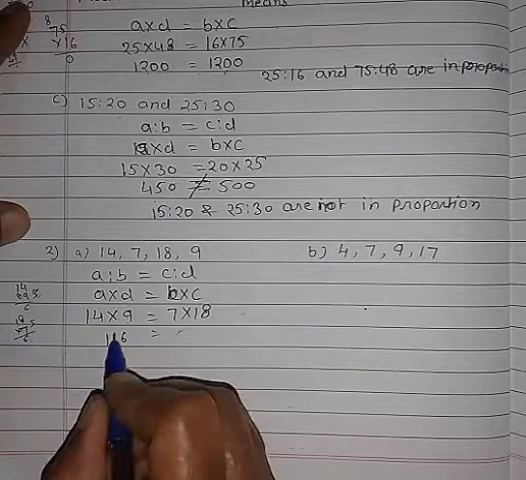 means
a×d = b×c
25×48 = 16×75
1200 = 1200
25:16 and 75:48 are in proportion
c) 15:20 and 25:30
a:b = c:d
a×d = b×c
15×30 = 20×25
450 ≠ 500
15:20 & 25:30 are not in proportion
2) a) 14, 7, 18, 9 b) 4, 7, 9, 17
a:b = c:d
a×d = b×c
14×9 = 7×18
116 =